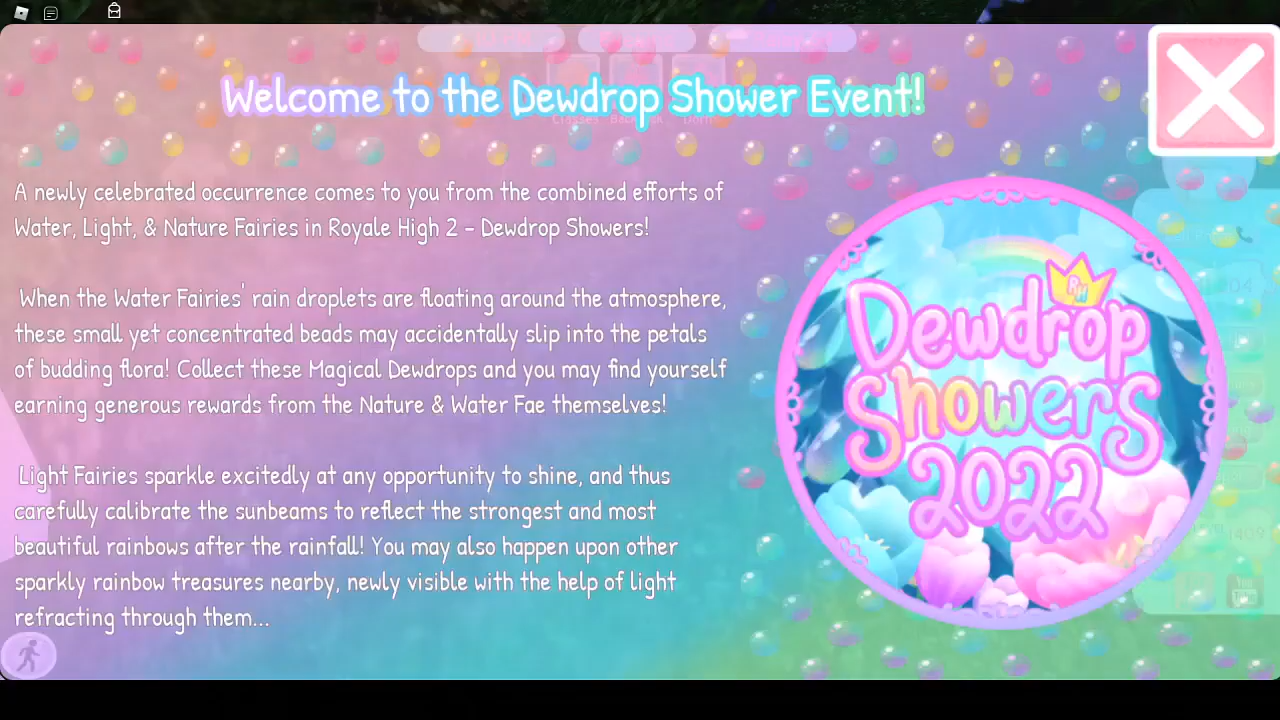 Welcome to the Dewdrop Shower Event!
A newly celebrated occurrence comes to you from the combined efforts of
Water, Light, & Nature Fairies in Royale High 2 - Dewdrop Showers!
When the Water Fairies' rain droplets are floating around the atmosphere,
these small yet concentrated beads may accidentally slip into the petals
of budding flora! Collect these Magical Dewdrops and you may find yourself
earning generous rewards from the Nature & Water Fae themselves!
Light Fairies sparkle excitedly at any opportunity to shine, and thus
carefully calibrate the sunbeams to reflect the strongest and most
beautiful rainbows after the rainfall! You may also happen upon other
sparkly rainbow treasures nearby, newly visible with the help of light
refracting through them...
RH
Dewdrop
Showers
2022
Classes
You
Tube